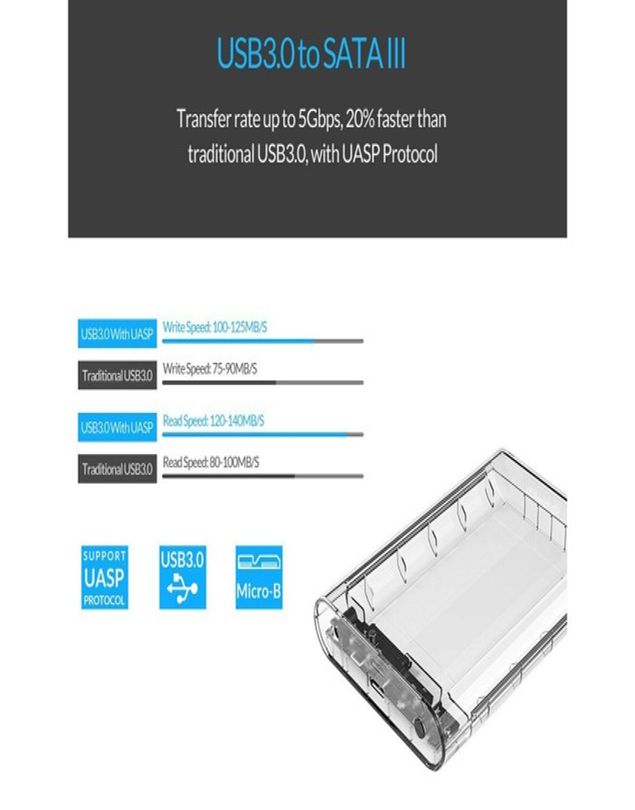 USB3.0 to SATA III
Transfer rate up to 5Gbps, 20% faster than
traditional USB3.0, with UASP Protocol
USB3.0 With UASP
Write Speed: 100-125MB/S
Traditional USB3.0
Write Speed: 75-90MB/S
USB3.0 With UASP
Read Speed: 120-140MB/S
Traditional USB3.0
Read Speed: 80-100MB/S
SUPPORT
UASP
PROTOCOL
USB3.0
Micro-B